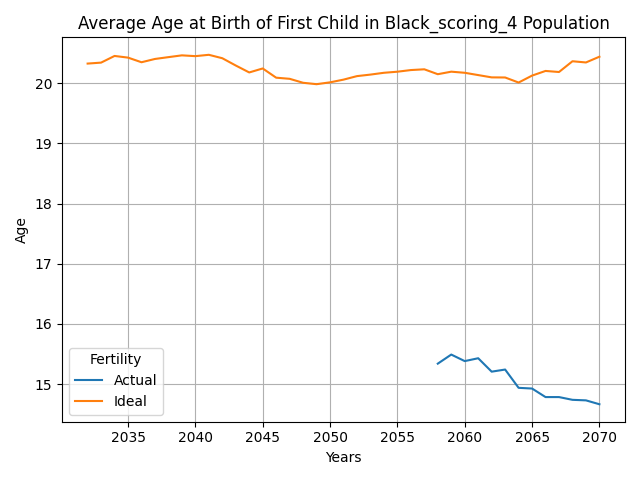 Average Age at Birth of First Child in Black_scoring_4 Population
Age
20
19
18
17
16
15
Fertility
Actual
Ideal
2035 2040 2045 2050 2055 2060 2065 2070
Years